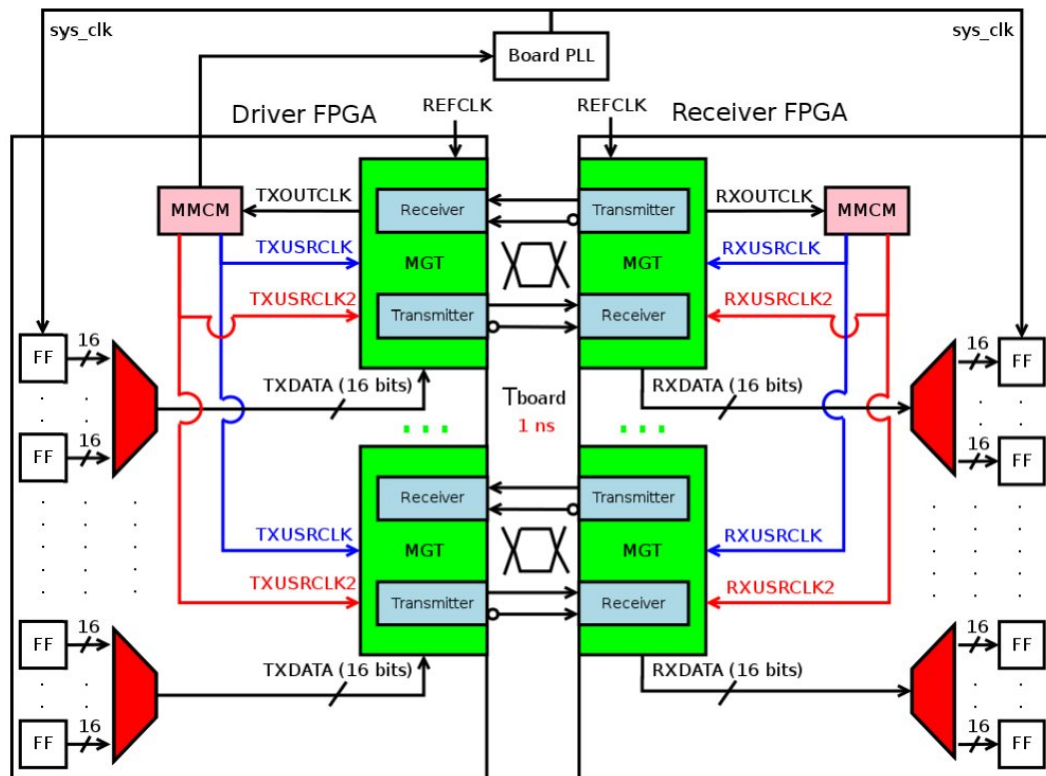 sys_clk
sys_clk
Board PLL
Driver FPGA
REFCLK
REFCLK
Receiver FPGA
MMCM
TXOUTCLK
Receiver
Transmitter
RXOUTCLK
MMCM
TXUSRCLK
MGT
MGT
RXUSRCLK
TXUSRCLK2
Transmitter
Receiver
RXUSRCLK2
FF
16
TXDATA (16 bits)
Tboard
1 ns
RXDATA (16 bits)
16
FF
FF
16
16
FF
Receiver
Transmitter
TXUSRCLK
MGT
MGT
RXUSRCLK
TXUSRCLK2
Transmitter
Receiver
RXUSRCLK2
FF
16
TXDATA (16 bits)
RXDATA (16 bits)
16
FF
FF
16
16
FF